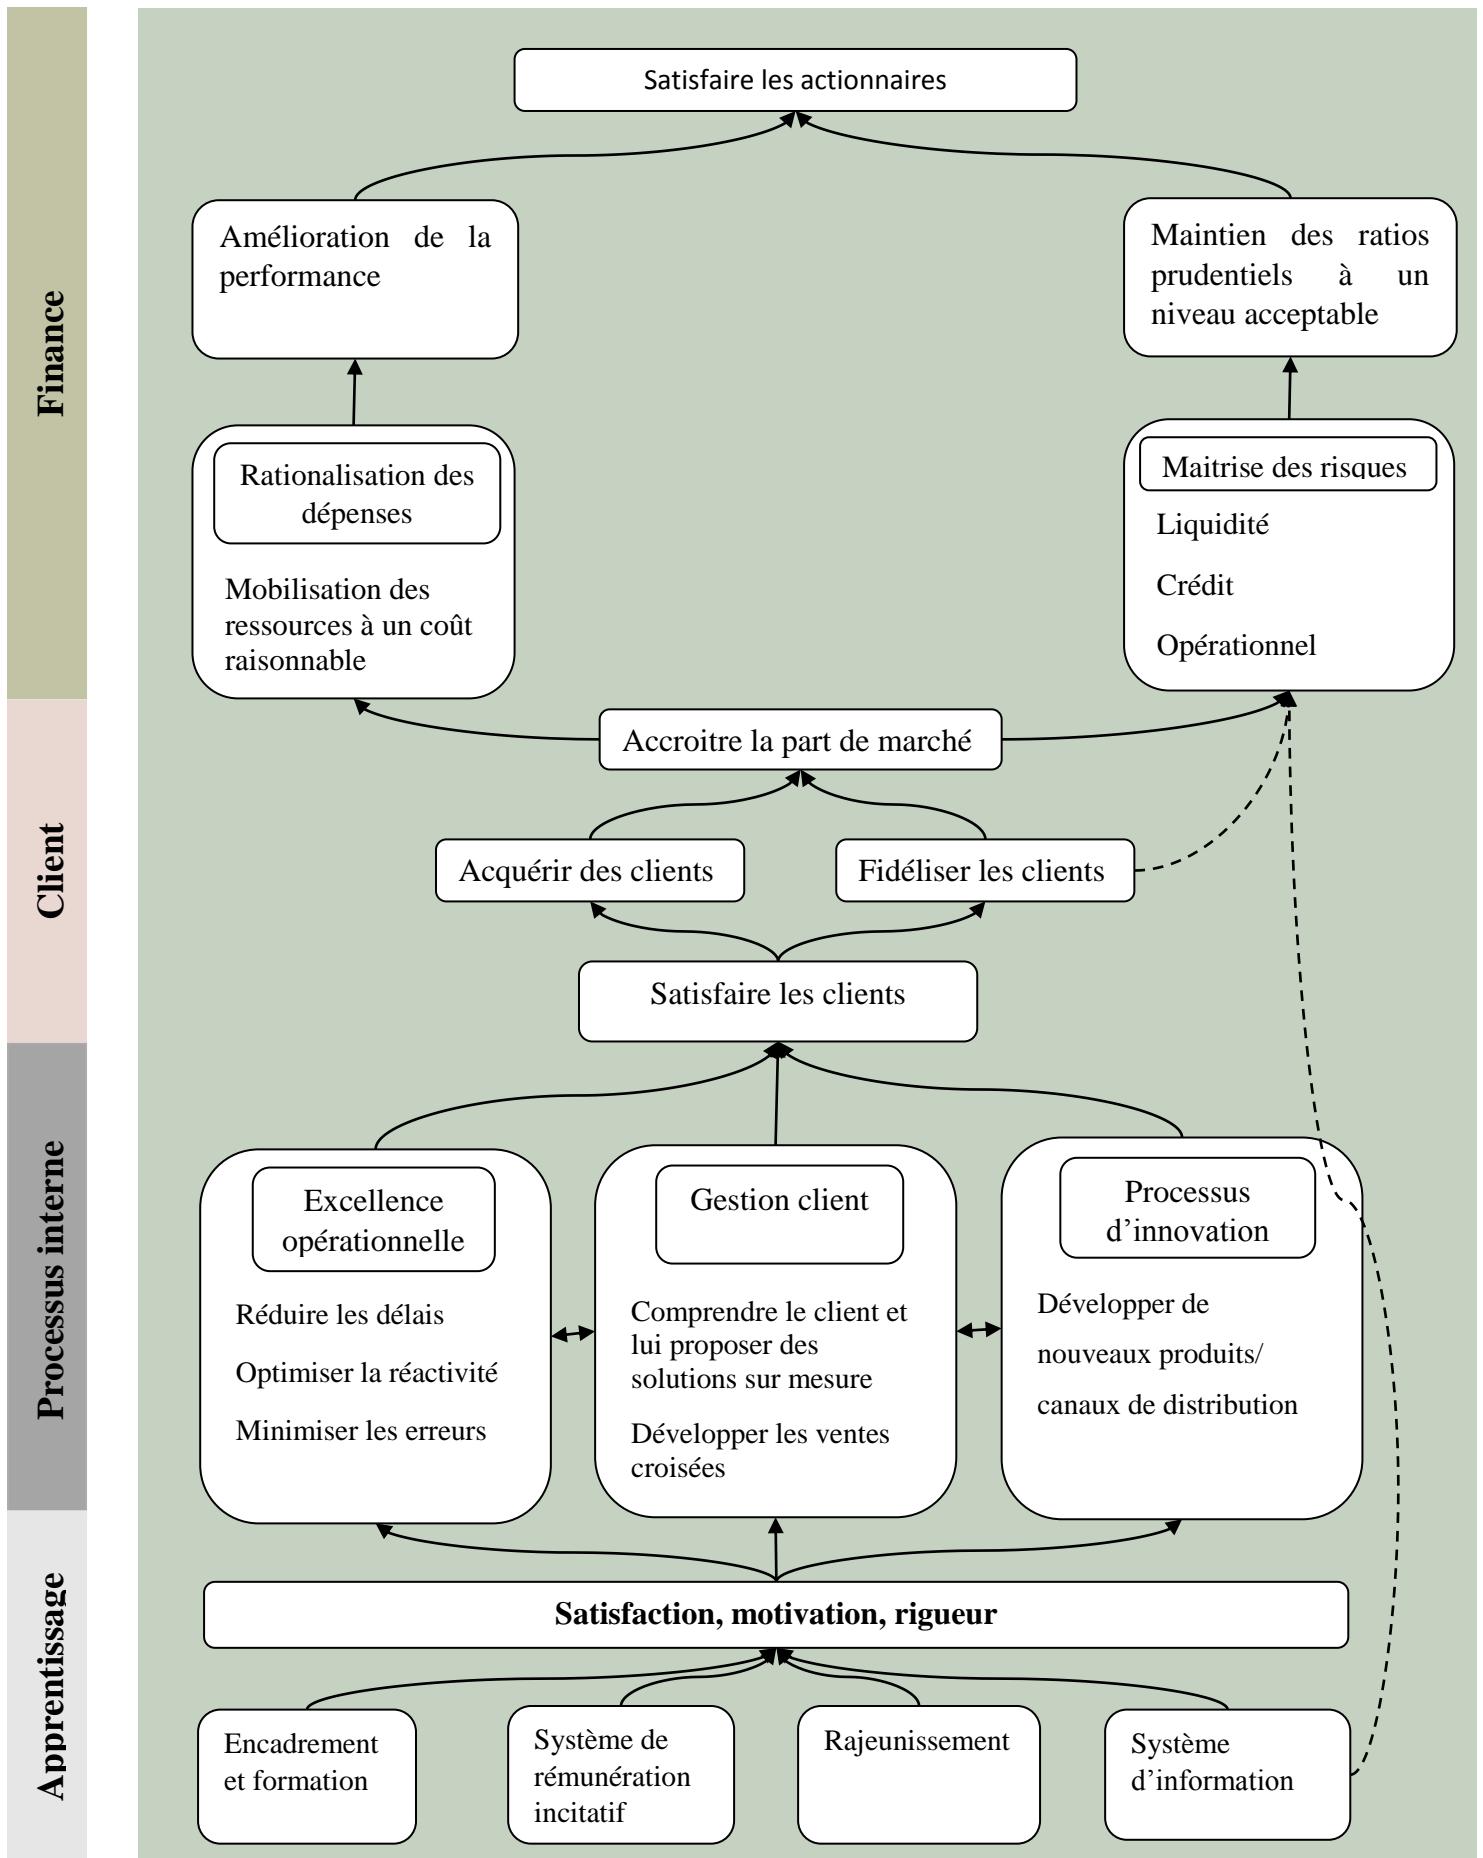 Finance
Satisfaire les actionnaires
Amélioration de la
performance
Maintien des ratios
prudentiels à un
niveau acceptable
Rationalisation des
dépenses
Mobilisation des
ressources à un coût
raisonnable
Maitrise des risques
Liquidité
Crédit
Opérationnel
Client
Accroitre la part de marché
Acquérir des clients
Fidéliser les clients
Satisfaire les clients
Processus interne
Excellence
opérationnelle
Réduire les délais
Optimiser la réactivité
Minimiser les erreurs
Gestion client
Comprendre le client et
lui proposer des
solutions sur mesure
Développer les ventes
croisées
Processus
d’innovation
Développer de
nouveaux produits/
canaux de distribution
Apprentissage
Satisfaction, motivation, rigueur
Encadrement
et formation
Système de
rémunération
incitatif
Rajeunissement
Système
d’information